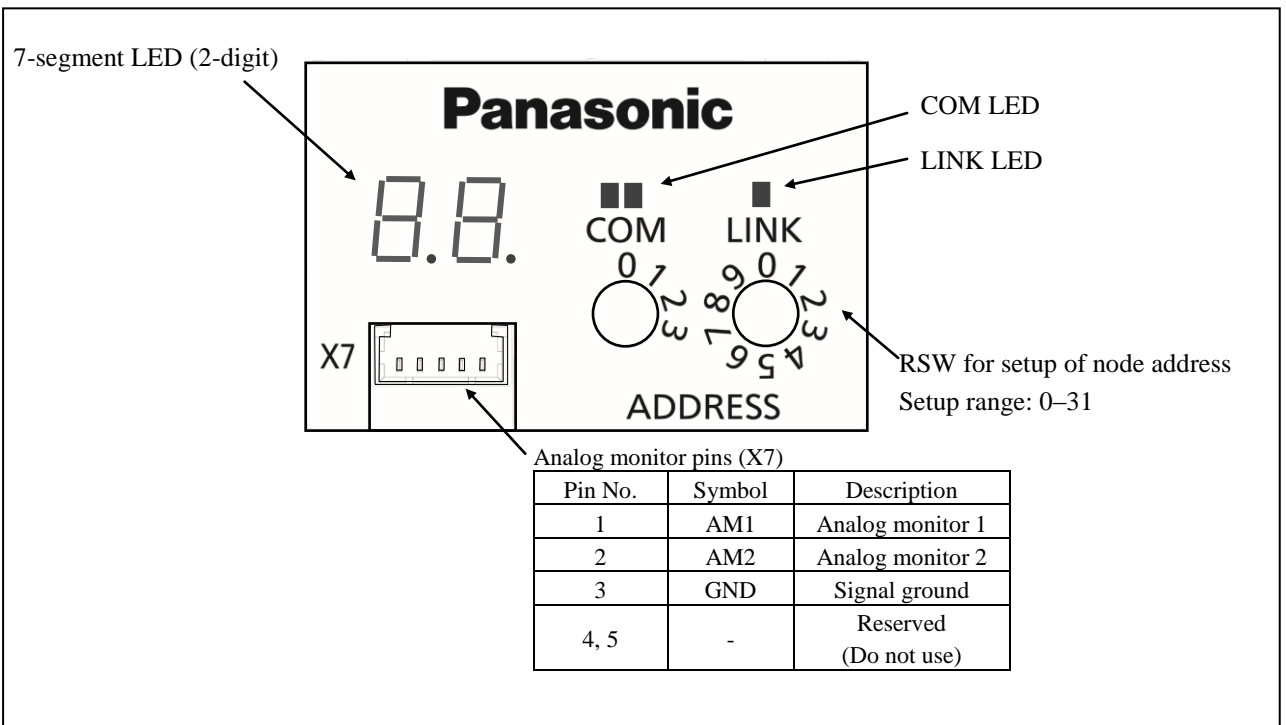 7-segment LED (2-digit)
Panasonic
COM LED
LINK LED
8.8.
COM LINK
0 1 2 3
0 1 2 3 4 5 6 7 8 9
X7
RSW for setup of node address
Setup range: 0–31
ADDRESS
Analog monitor pins (X7)
Pin No. Symbol Description
1 AM1 Analog monitor 1
2 AM2 Analog monitor 2
3 GND Signal ground
4, 5 - Reserved
(Do not use)